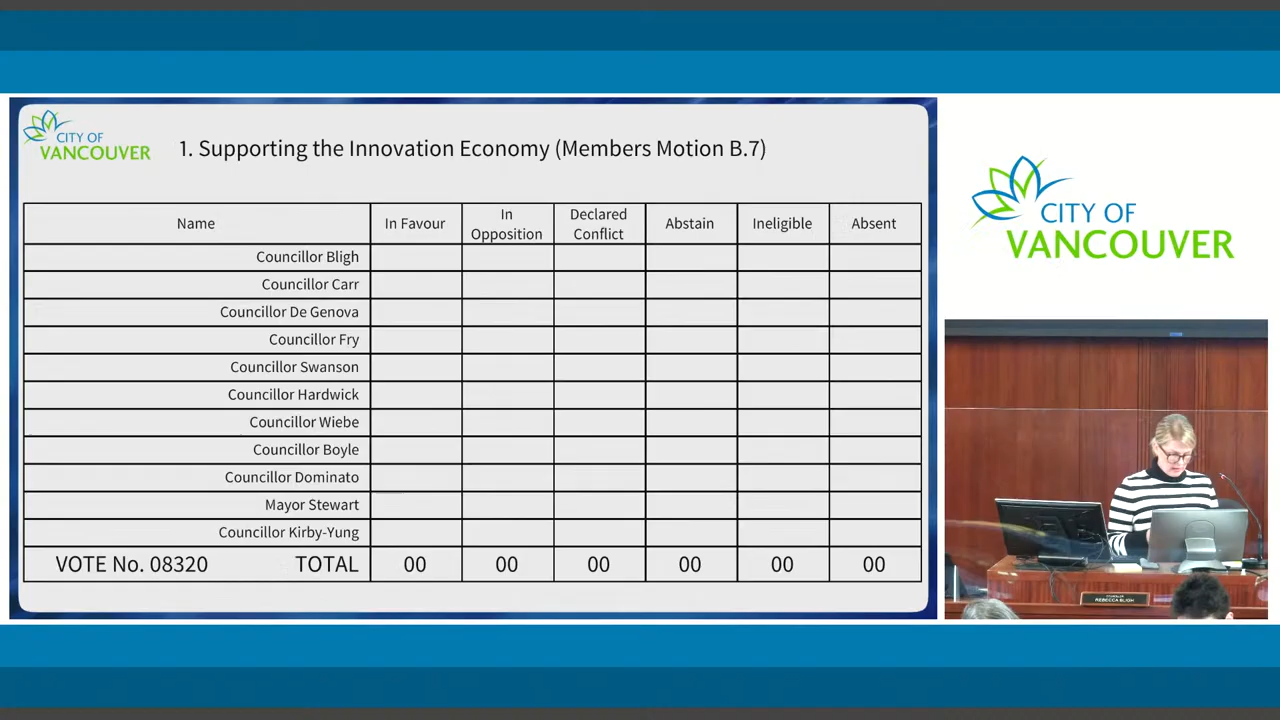 CITY OF
VANCOUVER
1. Supporting the Innovation Economy (Members Motion B.7)
Name In Favour In Opposition Declared Conflict Abstain Ineligible Absent
Councillor Bligh
Councillor Carr
Councillor De Genova
Councillor Fry
Councillor Swanson
Councillor Hardwick
Councillor Wiebe
Councillor Boyle
Councillor Dominato
Mayor Stewart
Councillor Kirby-Yung
VOTE No. 08320 TOTAL 00 00 00 00 00 00
CITY OF
VANCOUVER
COUNCILLOR
REBECCA BLIGH